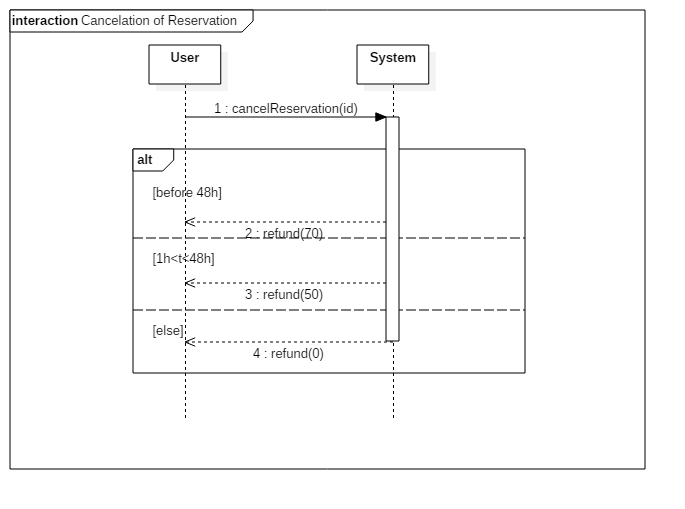 interaction Cancelation of Reservation
User
System
1 : cancelReservation(id)
alt
[before 48h]
2 : refund(70)
[1h<t<48h]
3 : refund(50)
[else]
4 : refund(0)